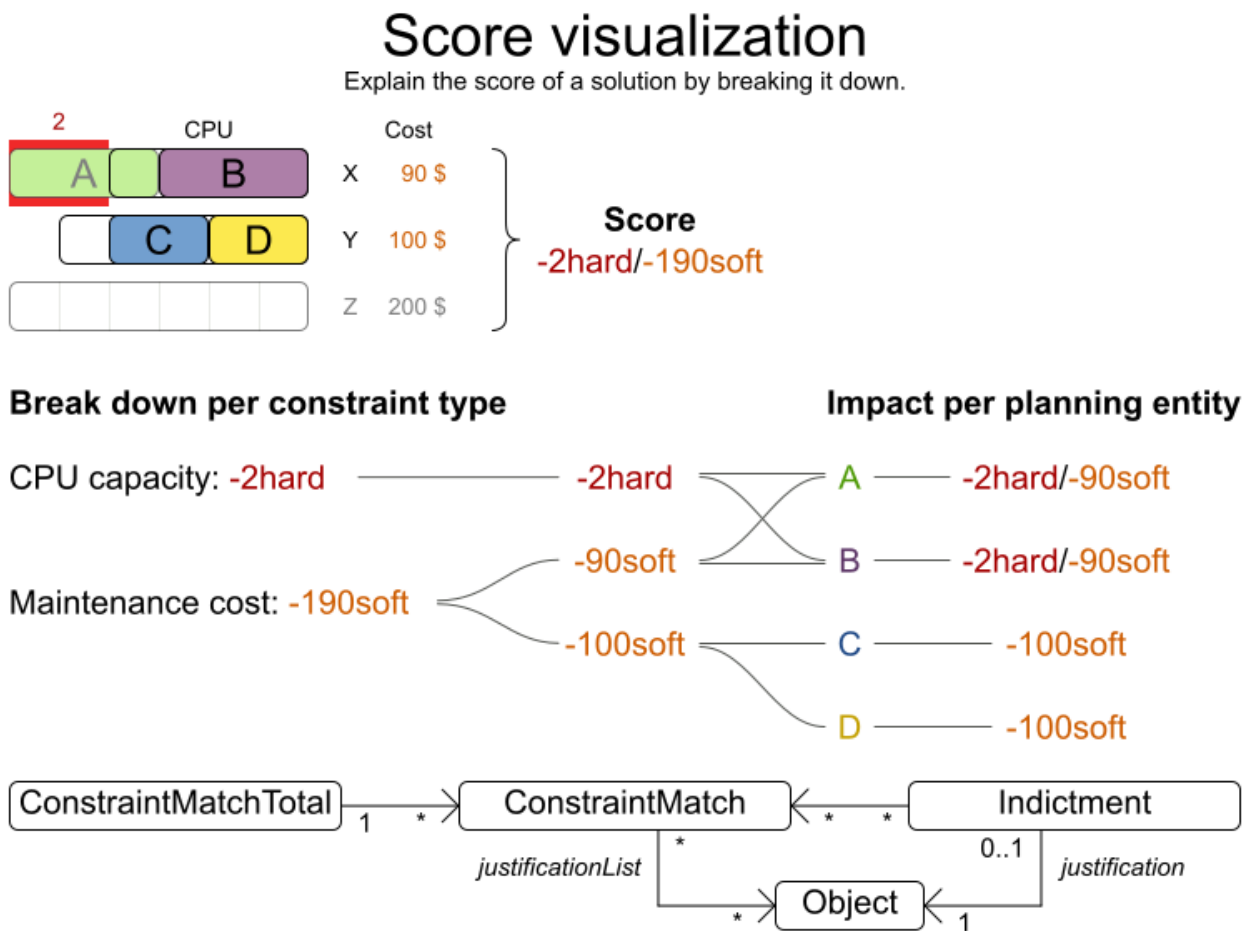 Score visualization
Explain the score of a solution by breaking it down.
2 CPU Cost
A B X 90 $
C D Y 100 $
Z 200 $
Score
-2hard/-190soft
Break down per constraint type Impact per planning entity
CPU capacity: -2hard -2hard A -2hard/-90soft
-90soft B -2hard/-90soft
Maintenance cost: -190soft
-100soft C -100soft
D -100soft
ConstraintMatchTotal 1 * ConstraintMatch * * Indictment
justificationList * 0..1 justification
* Object 1